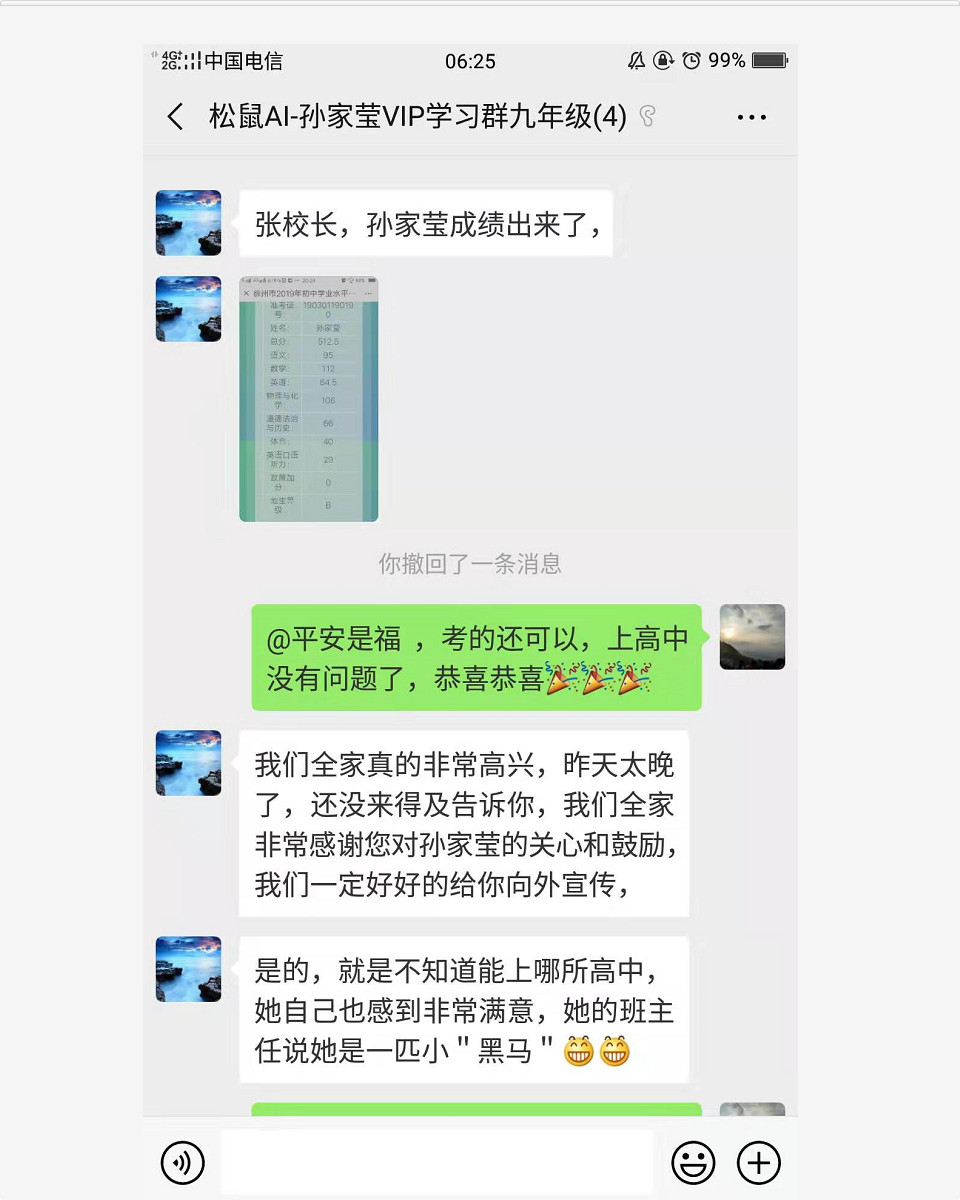 4G+
2G
中国电信
06:25
99%
松鼠AI-孙家莹VIP学习群九年级(4)
张校长，孙家莹成绩出来了，
徐州市2019年初中学业水平…
准考证号 190301190190
姓名: 孙家莹
总分: 512.5
语文: 95
数学: 112
英语: 64.5
物理与化学: 106
道德法治与历史: 66
体育: 40
英语口语听力: 29
政策加分: 0
地生等级: 6
你撤回了一条消息
@平安是福 ，考的还可以，上高中
没有问题了，恭喜恭喜🎉🎉🎉
我们全家真的非常高兴，昨天太晚
了，还没来得及告诉你，我们全家
非常感谢您对孙家莹的关心和鼓励，
我们一定好好的给你向外宣传，
是的，就是不知道能上哪所高中，
她自己也感到非常满意，她的班主
任说她是一匹小＂黑马＂😁😁